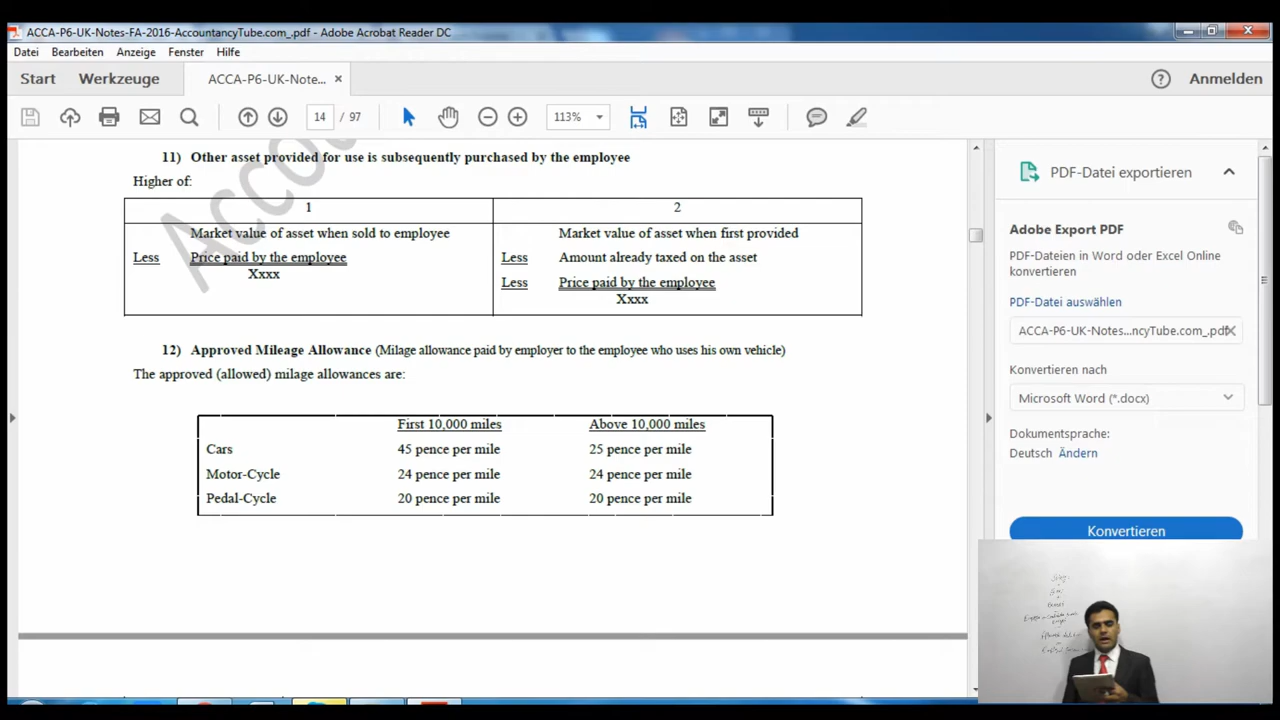 ACCA-P6-UK-Notes-FA-2016-AccountancyTube.com_.pdf - Adobe Acrobat Reader DC
Datei Bearbeiten Anzeige Fenster Hilfe
Start Werkzeuge ACCA-P6-UK-Note... × Anmelden
14 / 97 113%
11) Other asset provided for use is subsequently purchased by the employee
Higher of:
1 2
Market value of asset when sold to employee Market value of asset when first provided
Less Price paid by the employee Less Amount already taxed on the asset
Xxxx Less Price paid by the employee
Xxxx
12) Approved Mileage Allowance (Milage allowance paid by employer to the employee who uses his own vehicle)
The approved (allowed) milage allowances are:
First 10,000 miles Above 10,000 miles
Cars 45 pence per mile 25 pence per mile
Motor-Cycle 24 pence per mile 24 pence per mile
Pedal-Cycle 20 pence per mile 20 pence per mile
Accou
PDF-Datei exportieren
Adobe Export PDF
PDF-Dateien in Word oder Excel Online
konvertieren
PDF-Datei auswählen
ACCA-P6-UK-Notes...ncyTube.com_.pdf
Konvertieren nach
Microsoft Word (*.docx)
Dokumentsprache:
Deutsch Ändern
Konvertieren